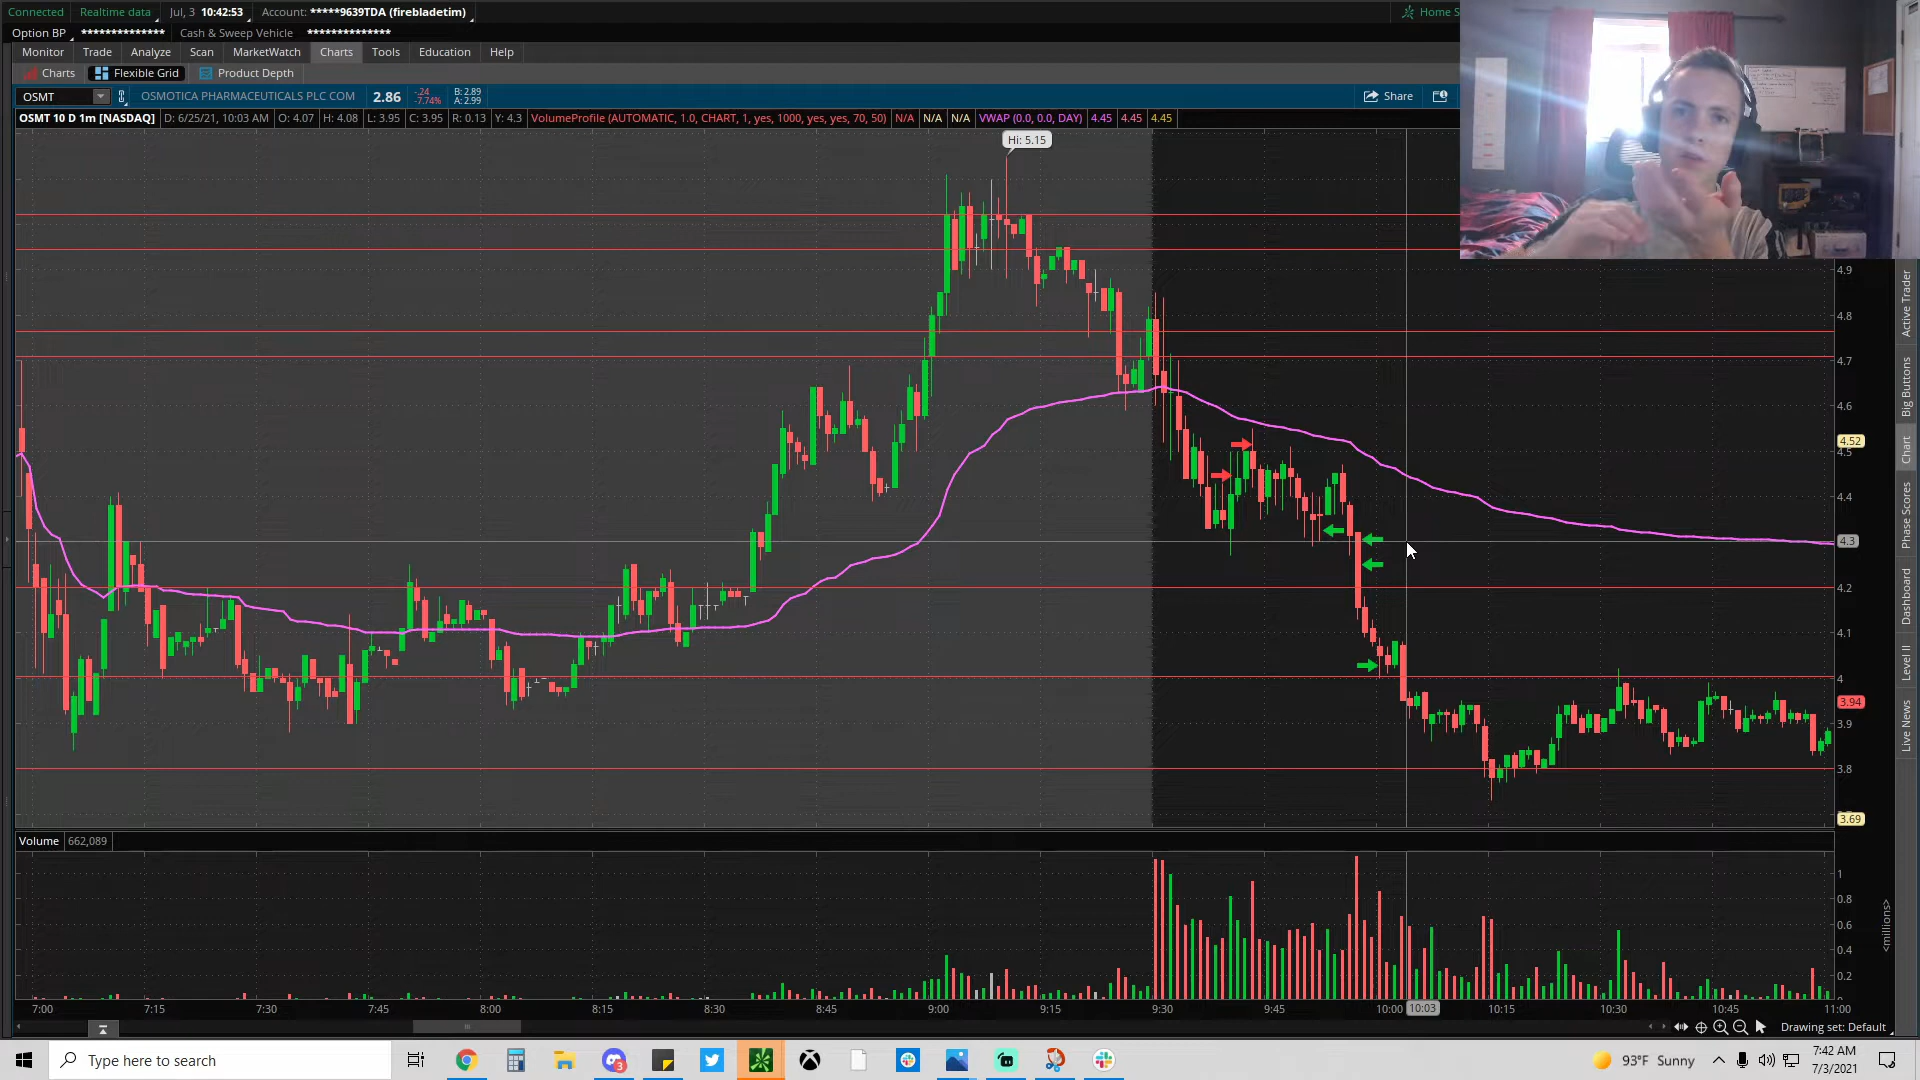 Connected Realtime data Jul, 3 10:42:53 Account: *****9639TDA (firebladetim) Home S
Option BP ************** Cash & Sweep Vehicle **************
Monitor Trade Analyze Scan MarketWatch Charts Tools Education Help
Charts Flexible Grid Product Depth
OSMT OSMOTICA PHARMACEUTICALS PLC COM 2.86 -.24 -7.74% B: 2.89 A: 2.99 Share
OSMT 10 D 1m [NASDAQ] D: 6/25/21, 10:03 AM O: 4.07 H: 4.08 L: 3.95 C: 3.95 R: 0.13 Y: 4.3 VolumeProfile (AUTOMATIC, 1.0, CHART, 1, yes, 1000, yes, yes, 70, 50) N/A N/A N/A VWAP (0.0, 0.0, DAY) 4.45 4.45 4.45
Hi: 5.15
4.9
4.8
4.7
4.6
4.52
4.5
4.4
4.3
4.2
4.1
4
3.94
3.9
3.8
3.69
Active Trader
Big Buttons
Chart
Phase Scores
Dashboard
Level II
Live News
Volume 662,089
1
0.8
0.6
0.4
0.2
0
<millions>
7:00 7:15 7:30 7:45 8:00 8:15 8:30 8:45 9:00 9:15 9:30 9:45 10:00 10:03 10:15 10:30 10:45 11:00
Drawing set: Default
Type here to search
3
93°F Sunny
7:42 AM
7/3/2021